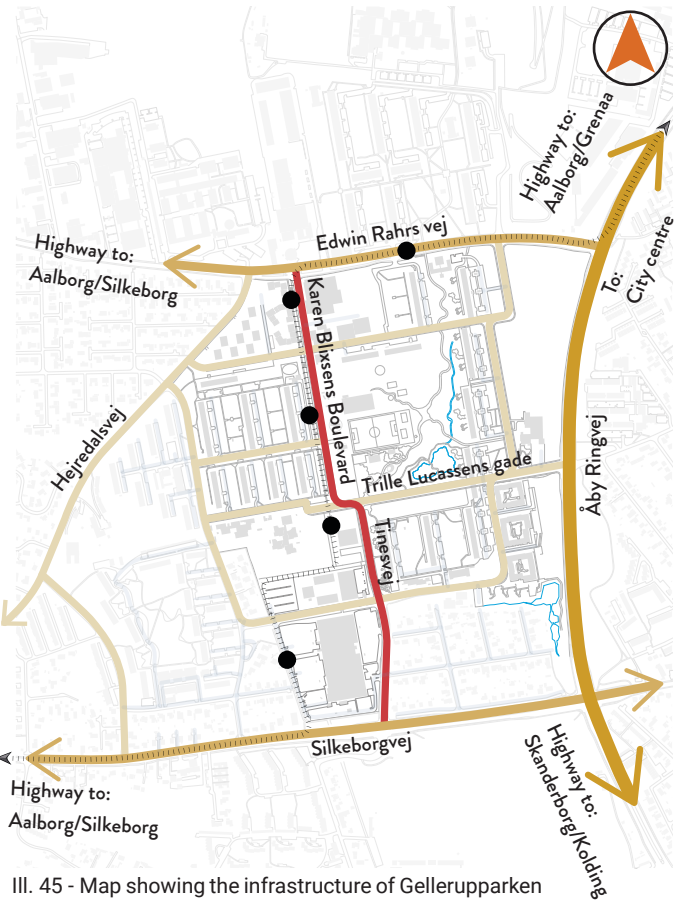 Highway to:
Aalborg/Grenaa
Edwin Rahrs vej
Highway to:
Aalborg/Silkeborg
To:
City centre
Karen Blixsens Boulevard
Hejredalsvej
Trille Lucassens gade
Åby Ringvej
Tinesvej
Silkeborgvej
Highway to:
Aalborg/Silkeborg
Highway to:
Skanderborg/Kolding
Ill. 45 - Map showing the infrastructure of Gellerupparken